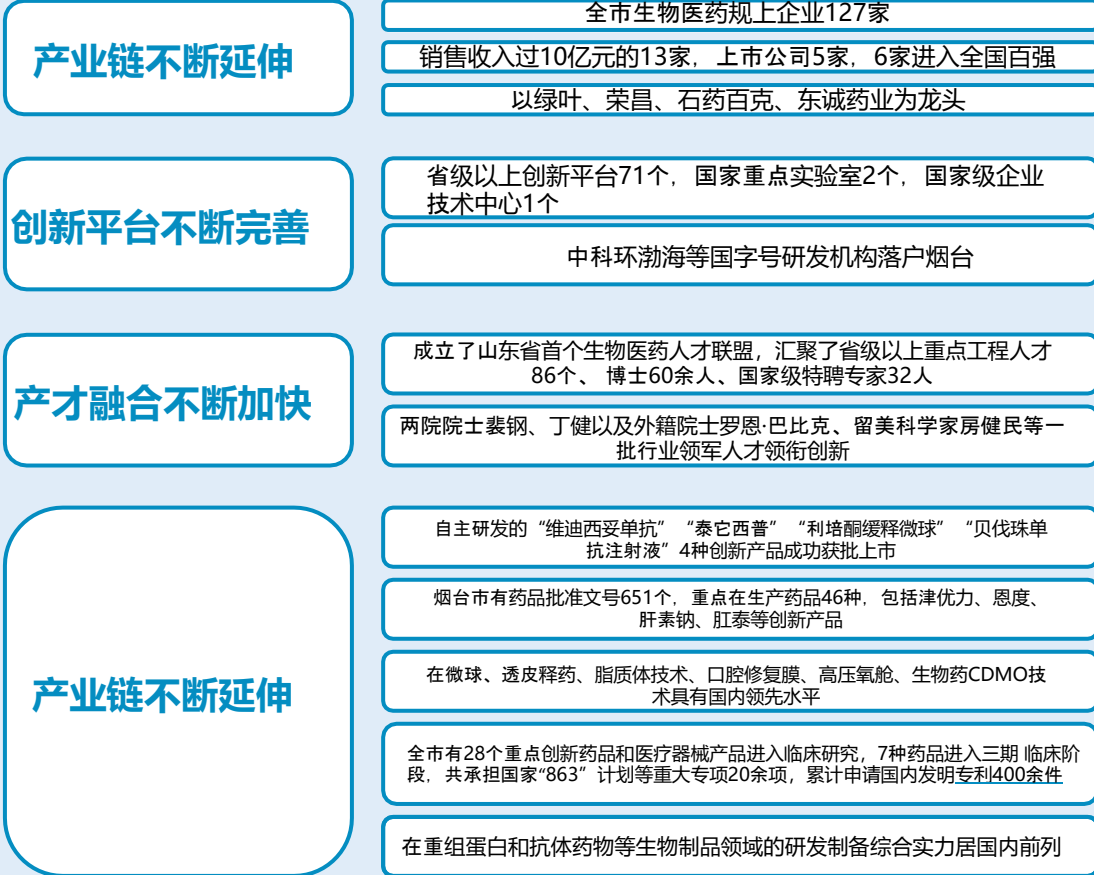 产业链不断延伸
全市生物医药规上企业127家
销售收入过10亿元的13家，上市公司5家，6家进入全国百强
以绿叶、荣昌、石药百克、东诚药业为龙头
创新平台不断完善
省级以上创新平台71个，国家重点实验室2个，国家级企业
技术中心1个
中科环渤海等国字号研发机构落户烟台
产才融合不断加快
成立了山东省首个生物医药人才联盟，汇聚了省级以上重点工程人才
86个、 博士60余人、国家级特聘专家32人
两院院士裴钢、丁健以及外籍院士罗恩·巴比克、留美科学家房健民等一
批行业领军人才领衔创新
产业链不断延伸
自主研发的“维迪西妥单抗” “泰它西普” “利培酮缓释微球” “贝伐珠单
抗注射液”4种创新产品成功获批上市
烟台市有药品批准文号651个，重点在生产药品46种，包括津优力、恩度、
肝素钠、肛泰等创新产品
在微球、透皮释药、脂质体技术、口腔修复膜、高压氧舱、生物药CDMO技
术具有国内领先水平
全市有28个重点创新药品和医疗器械产品进入临床研究，7种药品进入三期 临床阶
段，共承担国家“863”计划等重大专项20余项，累计申请国内发明专利400余件
在重组蛋白和抗体药物等生物制品领域的研发制备综合实力居国内前列